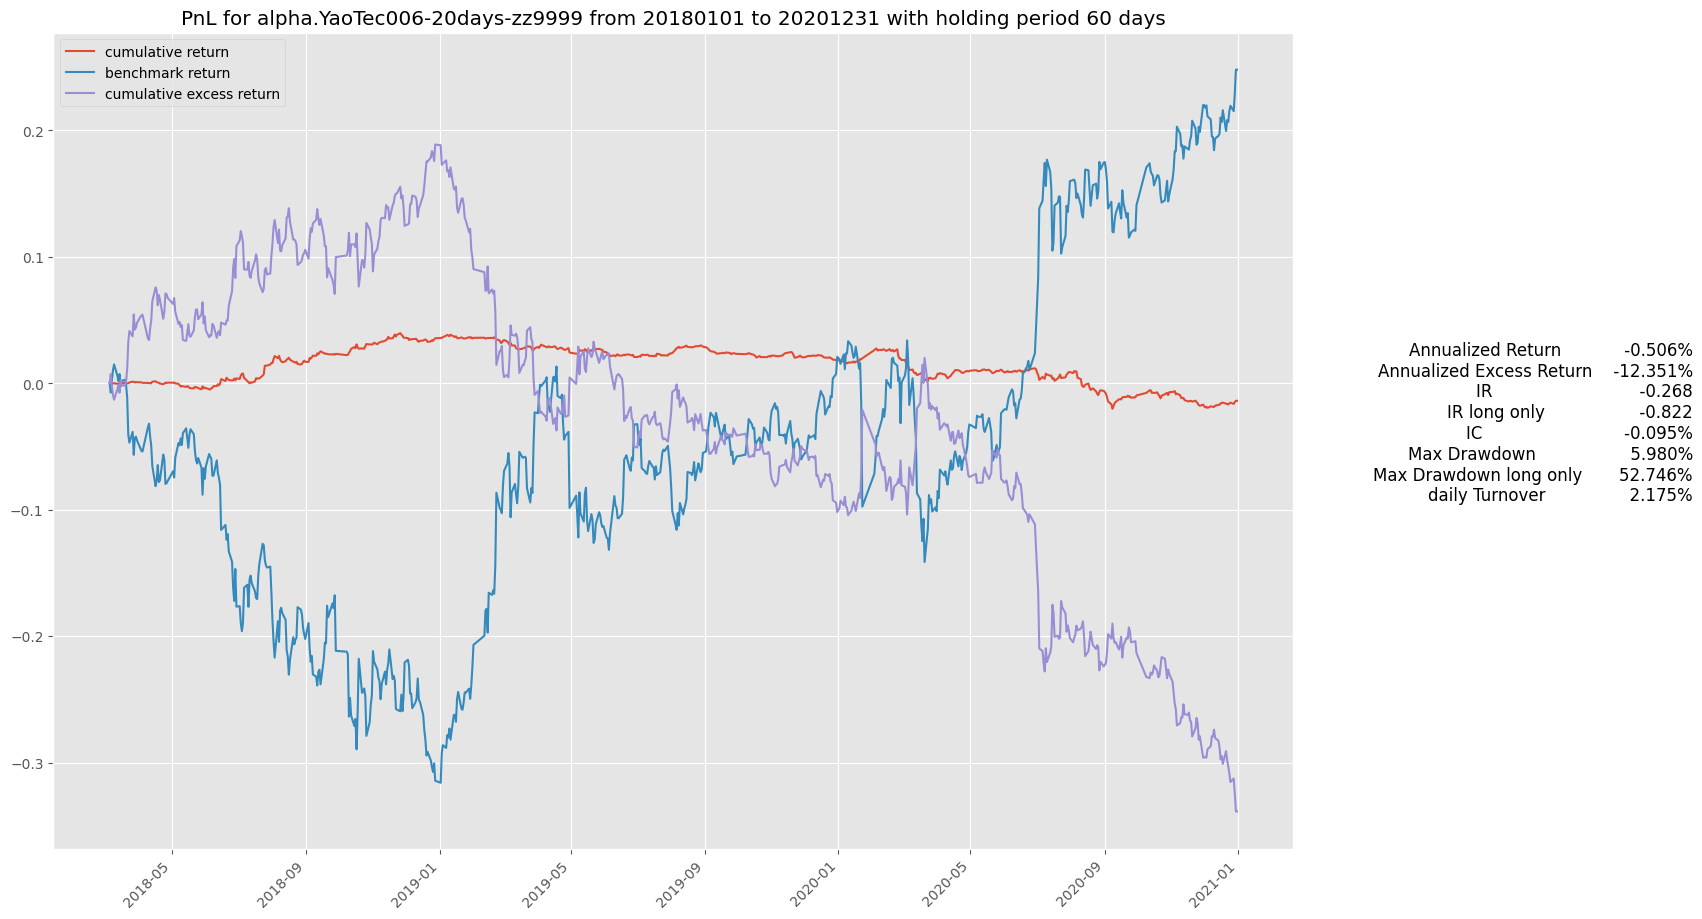 PnL for alpha.YaoTec006-20days-zz9999 from 20180101 to 20201231 with holding period 60 days
cumulative return
benchmark return
cumulative excess return
0.2
0.1
0.0
−0.1
−0.2
−0.3
2018-05
2018-09
2019-01
2019-05
2019-09
2020-01
2020-05
2020-09
2021-01
Annualized Return -0.506%
Annualized Excess Return -12.351%
IR -0.268
IR long only -0.822
IC -0.095%
Max Drawdown 5.980%
Max Drawdown long only 52.746%
daily Turnover 2.175%